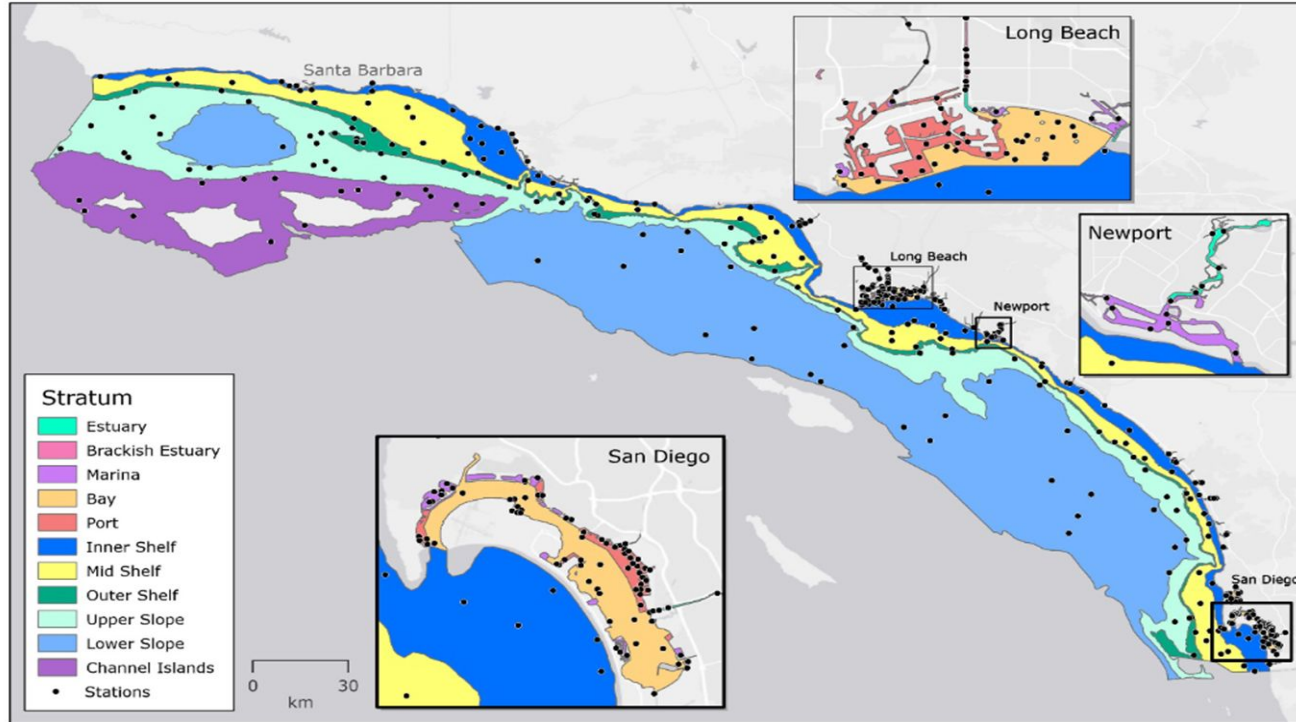 Santa Barbara
Long Beach
Long Beach
Newport
Newport
San Diego
San Diego
Stratum
Estuary
Brackish Estuary
Marina
Bay
Port
Inner Shelf
Mid Shelf
Outer Shelf
Upper Slope
Lower Slope
Channel Islands
Stations
0 30
km